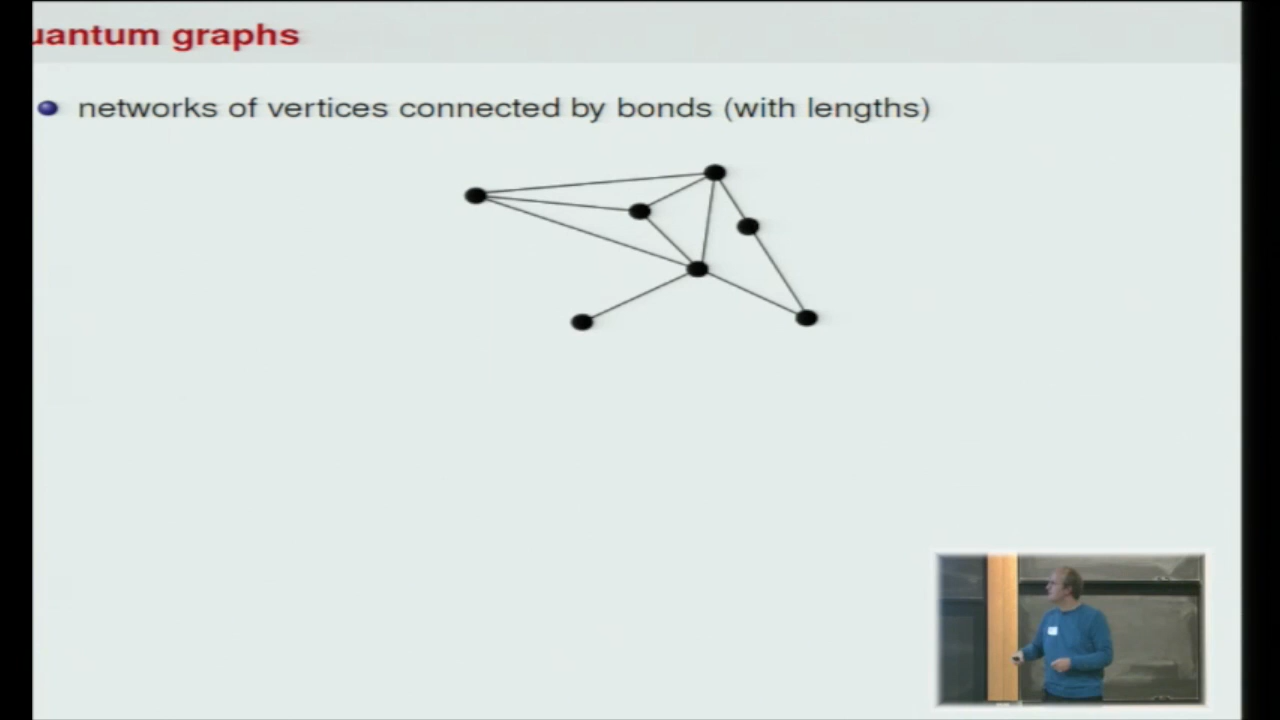 uantum graphs
networks of vertices connected by bonds (with lengths)